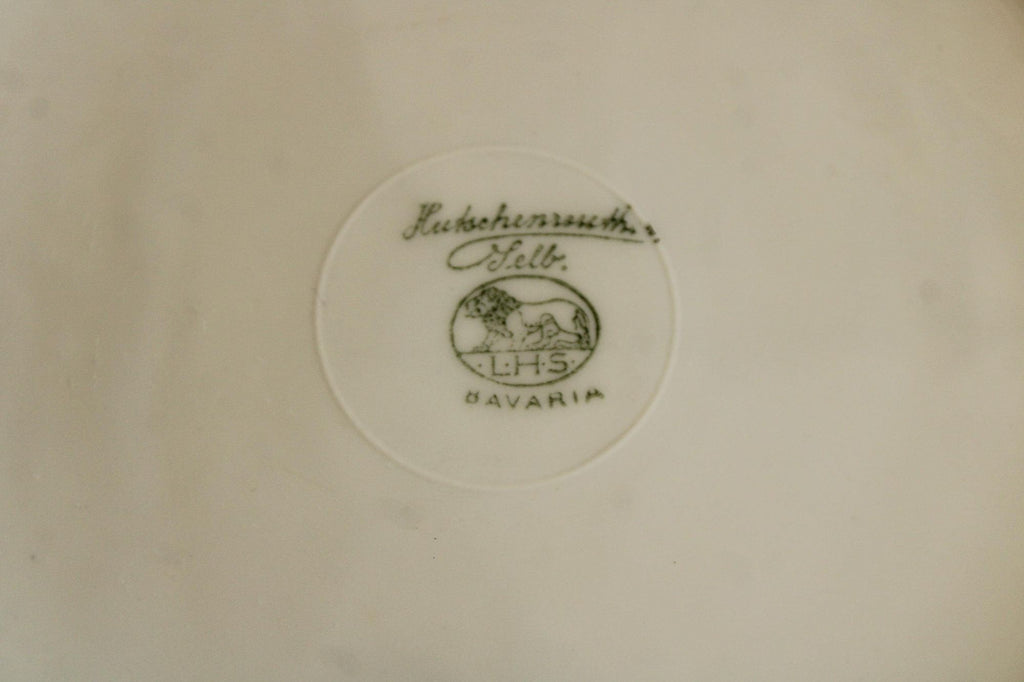 Hutschenreuther
Selb.
L·H·S
BAVARIA